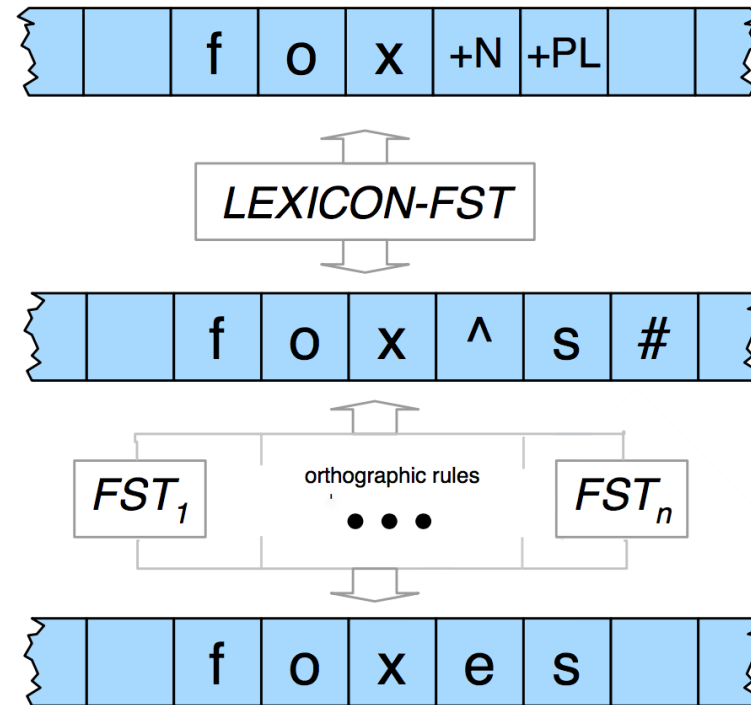 f o x +N +PL
LEXICON-FST
f o x ^ s #
orthographic rules
FST1 ● ● ● FSTn
f o x e s